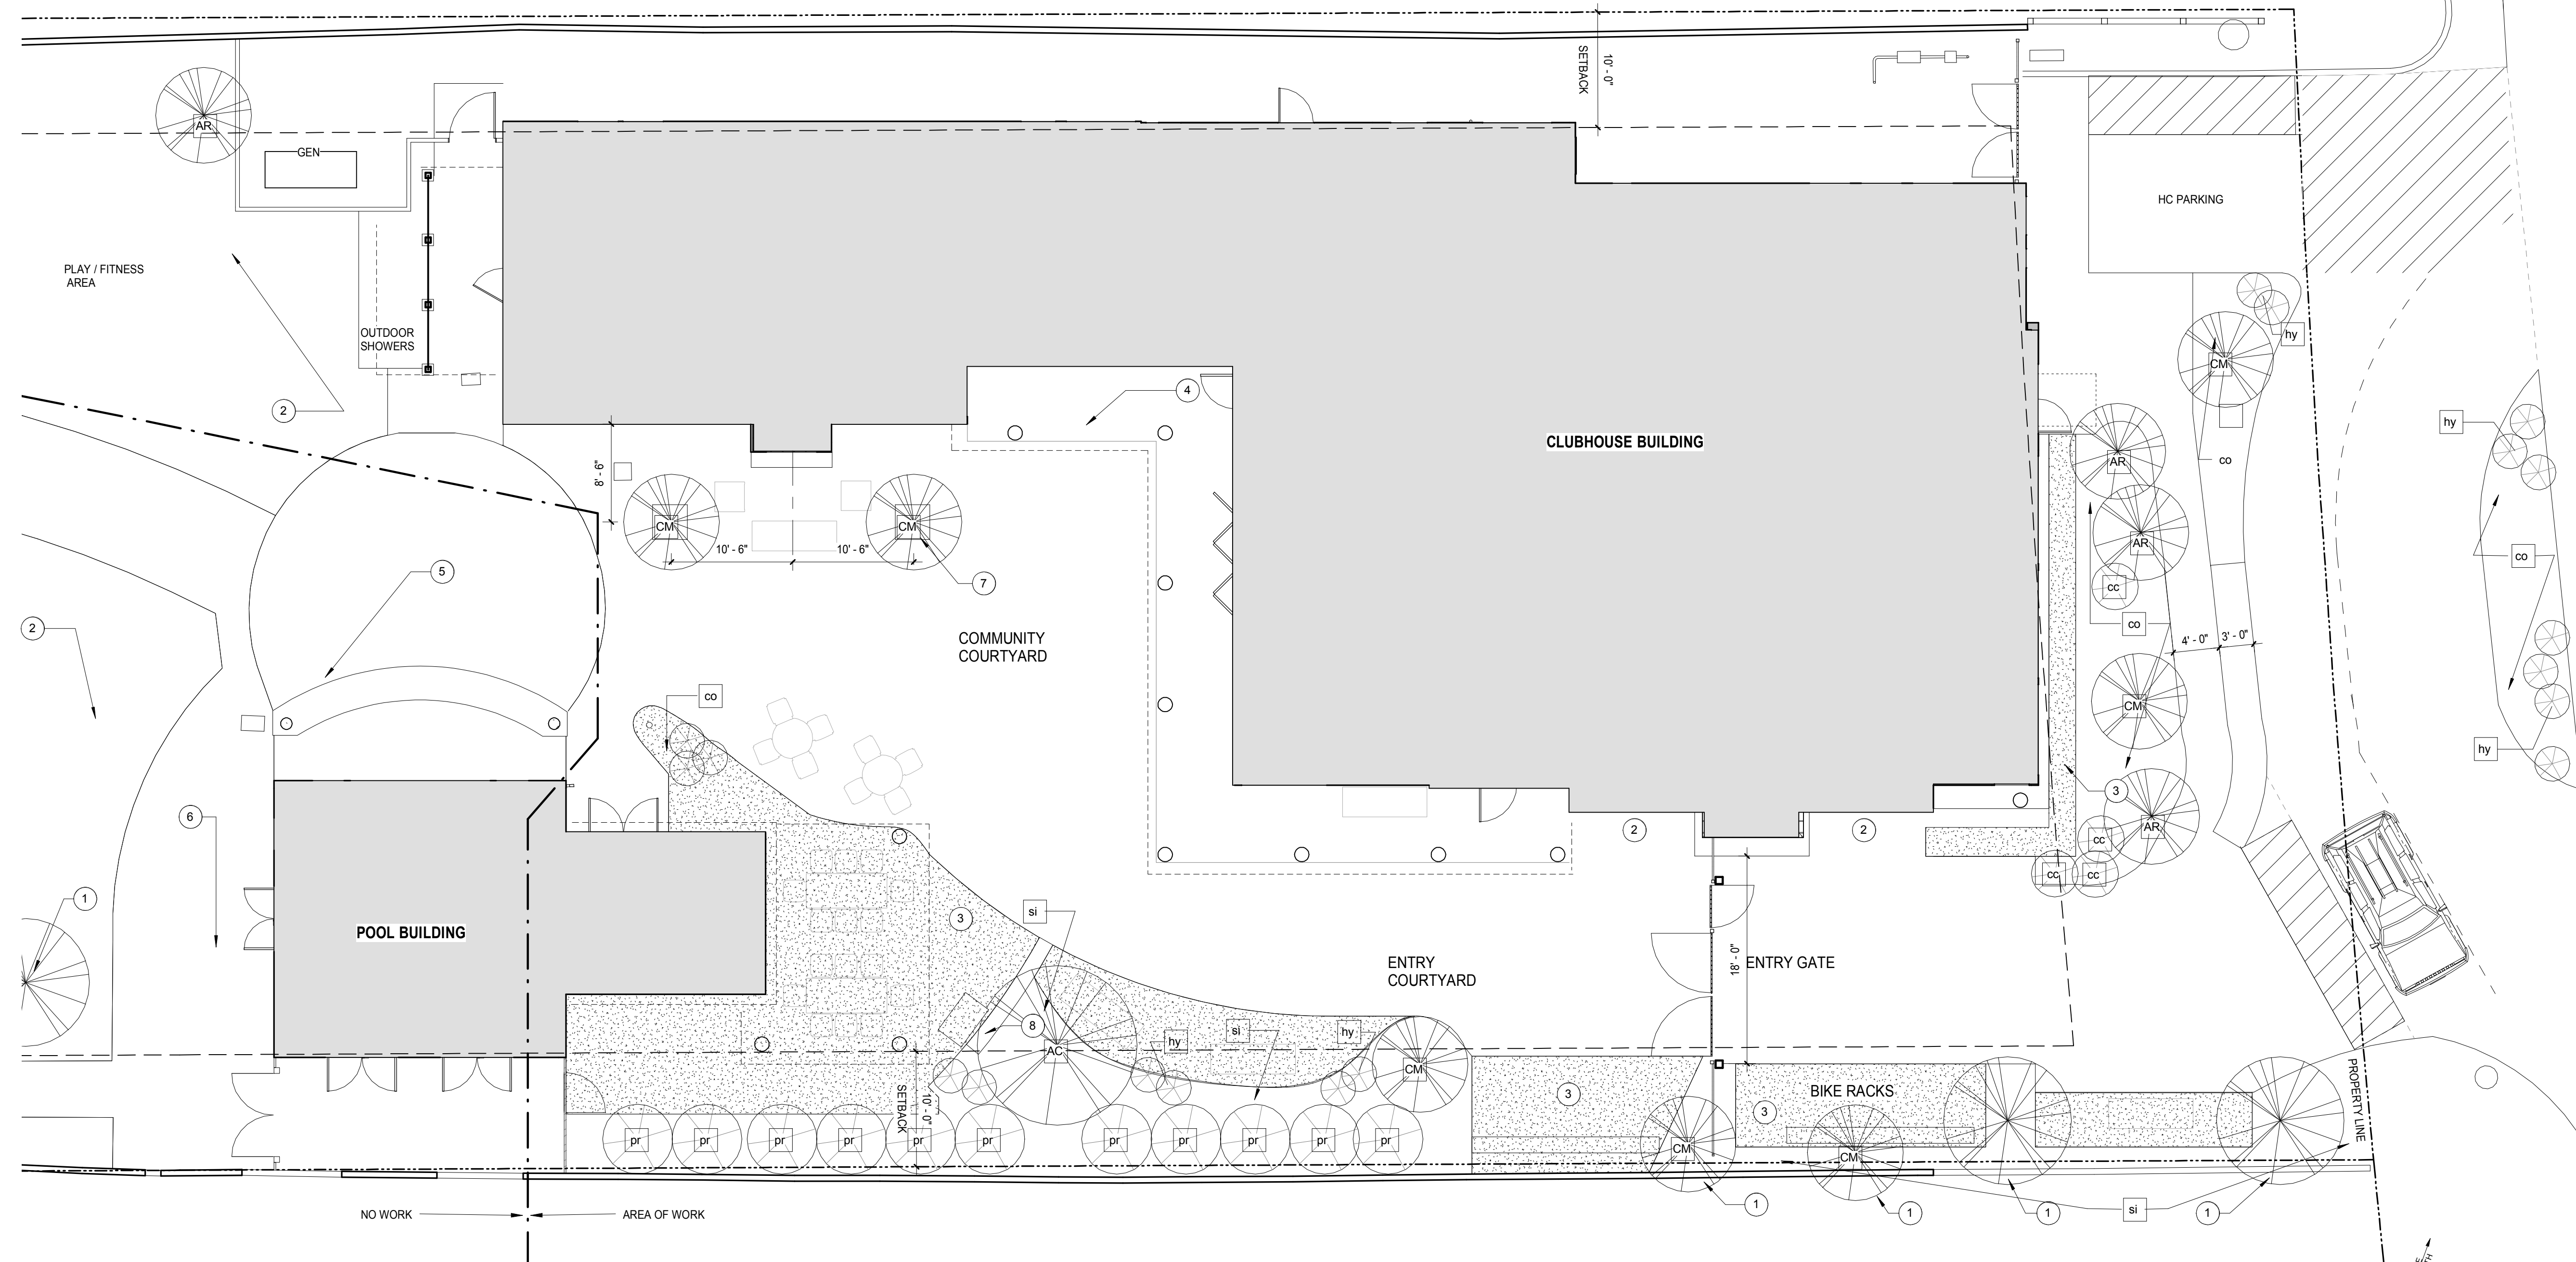 10' - 0"
SETBACK
AR
GEN
HC PARKING
PLAY / FITNESS
AREA
OUTDOOR
SHOWERS
hy
CM
2
4
hy
CLUBHOUSE BUILDING
8' - 6"
AR
co
CM
CM
10' - 6"
10' - 6"
AR
co
5
7
cc
2
COMMUNITY
COURTYARD
co
4' - 0"
3' - 0"
co
CM
hy
3
6
2
2
AR
cc
cc
cc
1
POOL BUILDING
3
si
ENTRY
COURTYARD
18' - 0"
ENTRY GATE
8
AC
hy
si
hy
CM
10' - 0"
SETBACK
3
BIKE RACKS
3
PROPERTY LINE
pr
pr
pr
pr
pr
pr
pr
pr
pr
pr
pr
CM
CM
NO WORK
AREA OF WORK
1
1
1
si
1